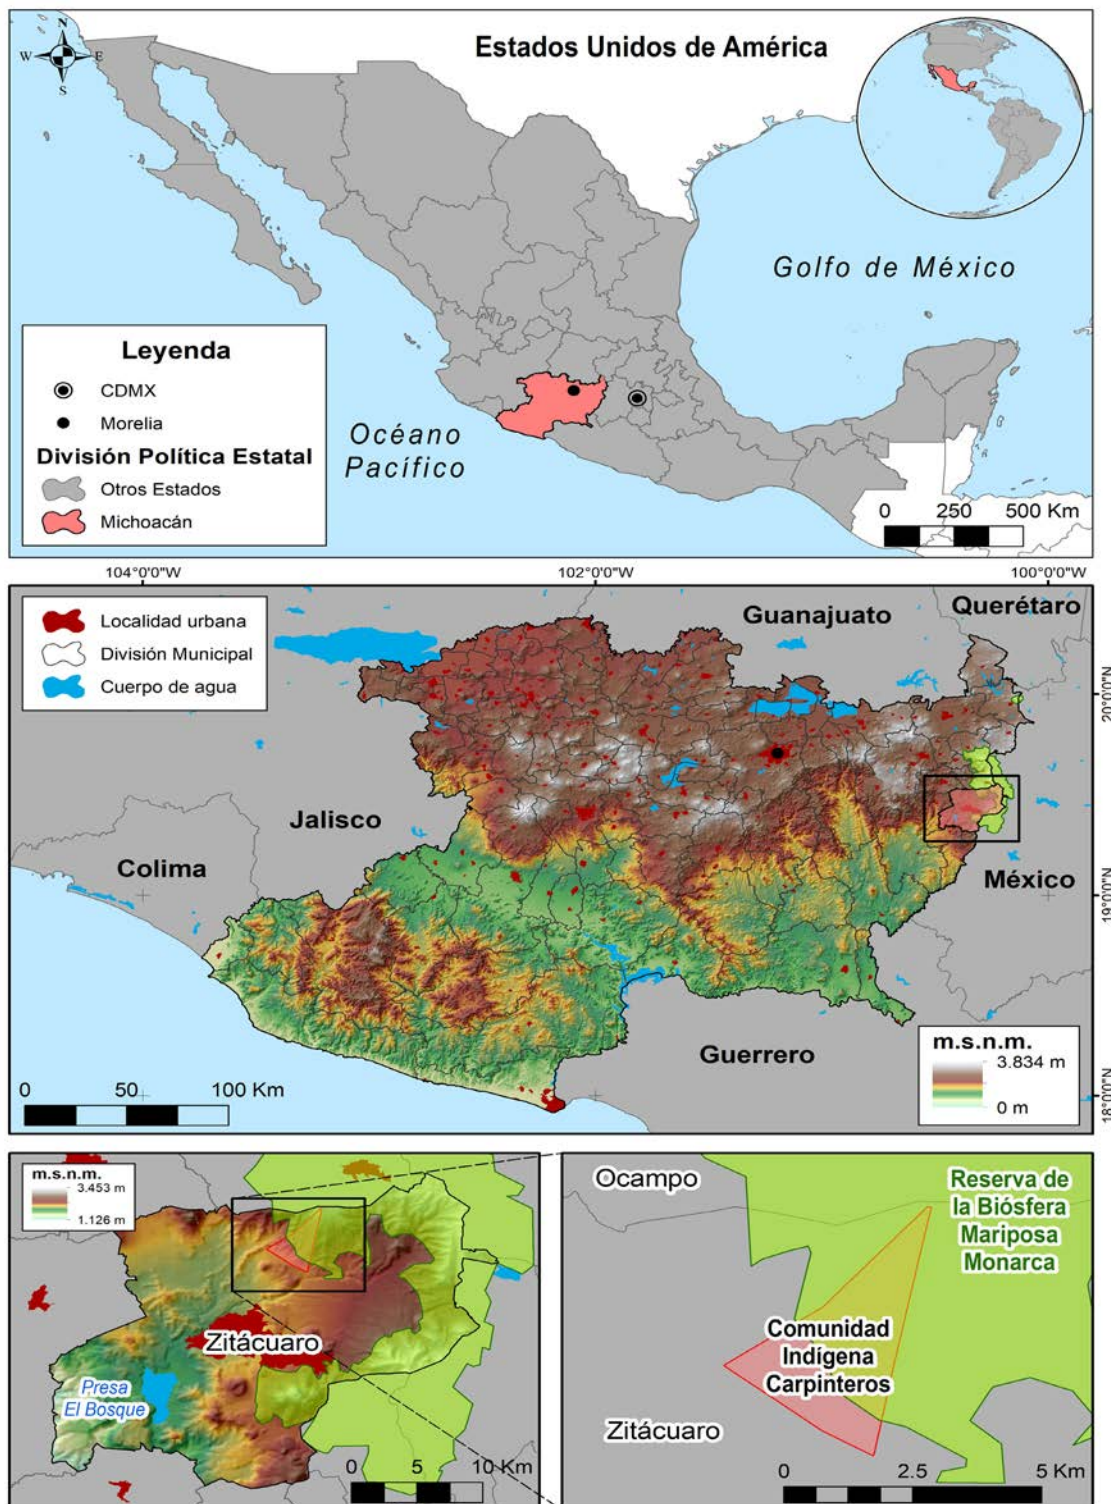 N
W
E
S
Estados Unidos de América
Golfo de México
Océano
Pacífico
Leyenda
CDMX
Morelia
División Política Estatal
Otros Estados
Michoacán
0 250 500 Km
104°0'0"W
102°0'0"W
100°0'0"W
Localidad urbana
División Municipal
Cuerpo de agua
Guanajuato
Querétaro
20°0'0"N
Jalisco
Colima
México
19°0'0"N
Guerrero
m.s.n.m.
3.834 m
0 m
0 50 100 Km
18°0'0"N
m.s.n.m.
3.453 m
1.126 m
Zitácuaro
Presa
El Bosque
0 5 10 Km
Ocampo
Reserva de
la Biósfera
Mariposa
Monarca
Comunidad
Indígena
Carpinteros
Zitácuaro
0 2.5 5 Km